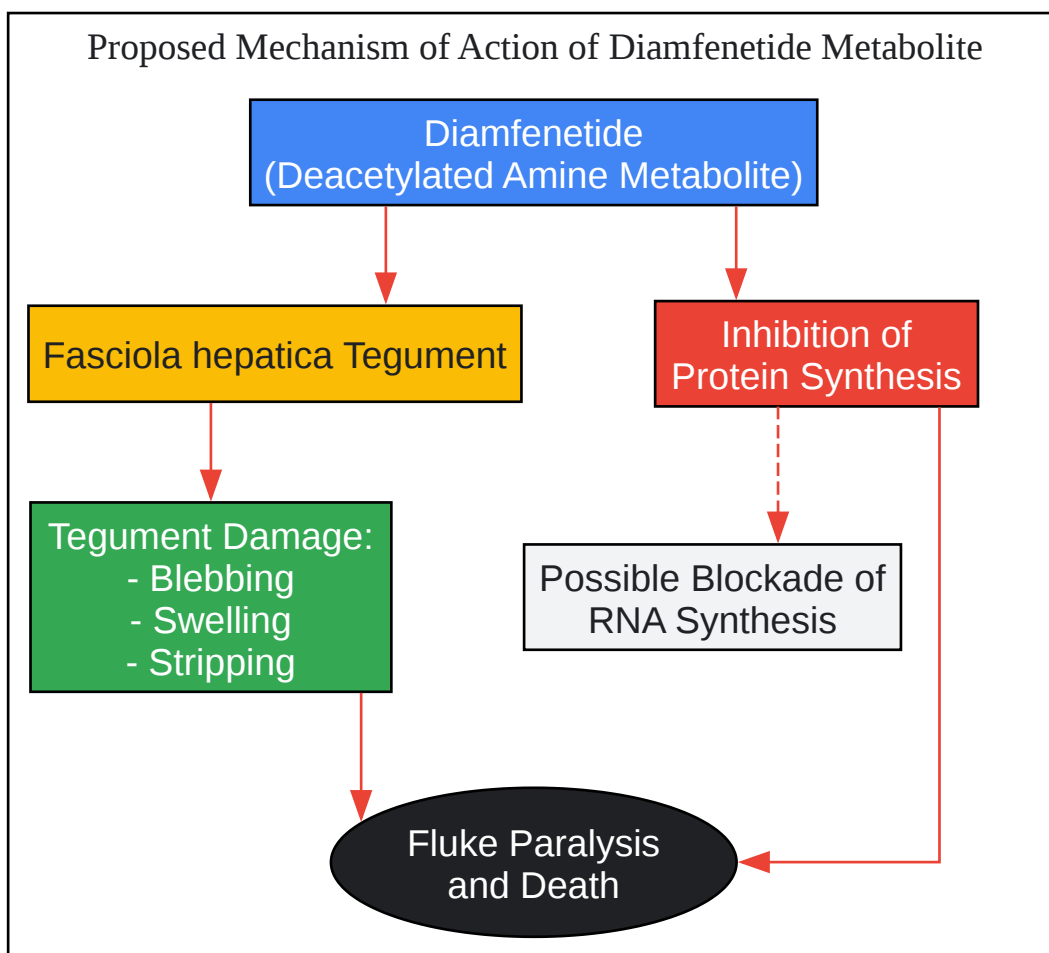 Proposed Mechanism of Action of Diamfenetide Metabolite
Diamfenetide
(Deacetylated Amine Metabolite)
Fasciola hepatica Tegument
Inhibition of
Protein Synthesis
Tegument Damage:
- Blebbing
- Swelling
- Stripping
Possible Blockade of
RNA Synthesis
Fluke Paralysis
and Death